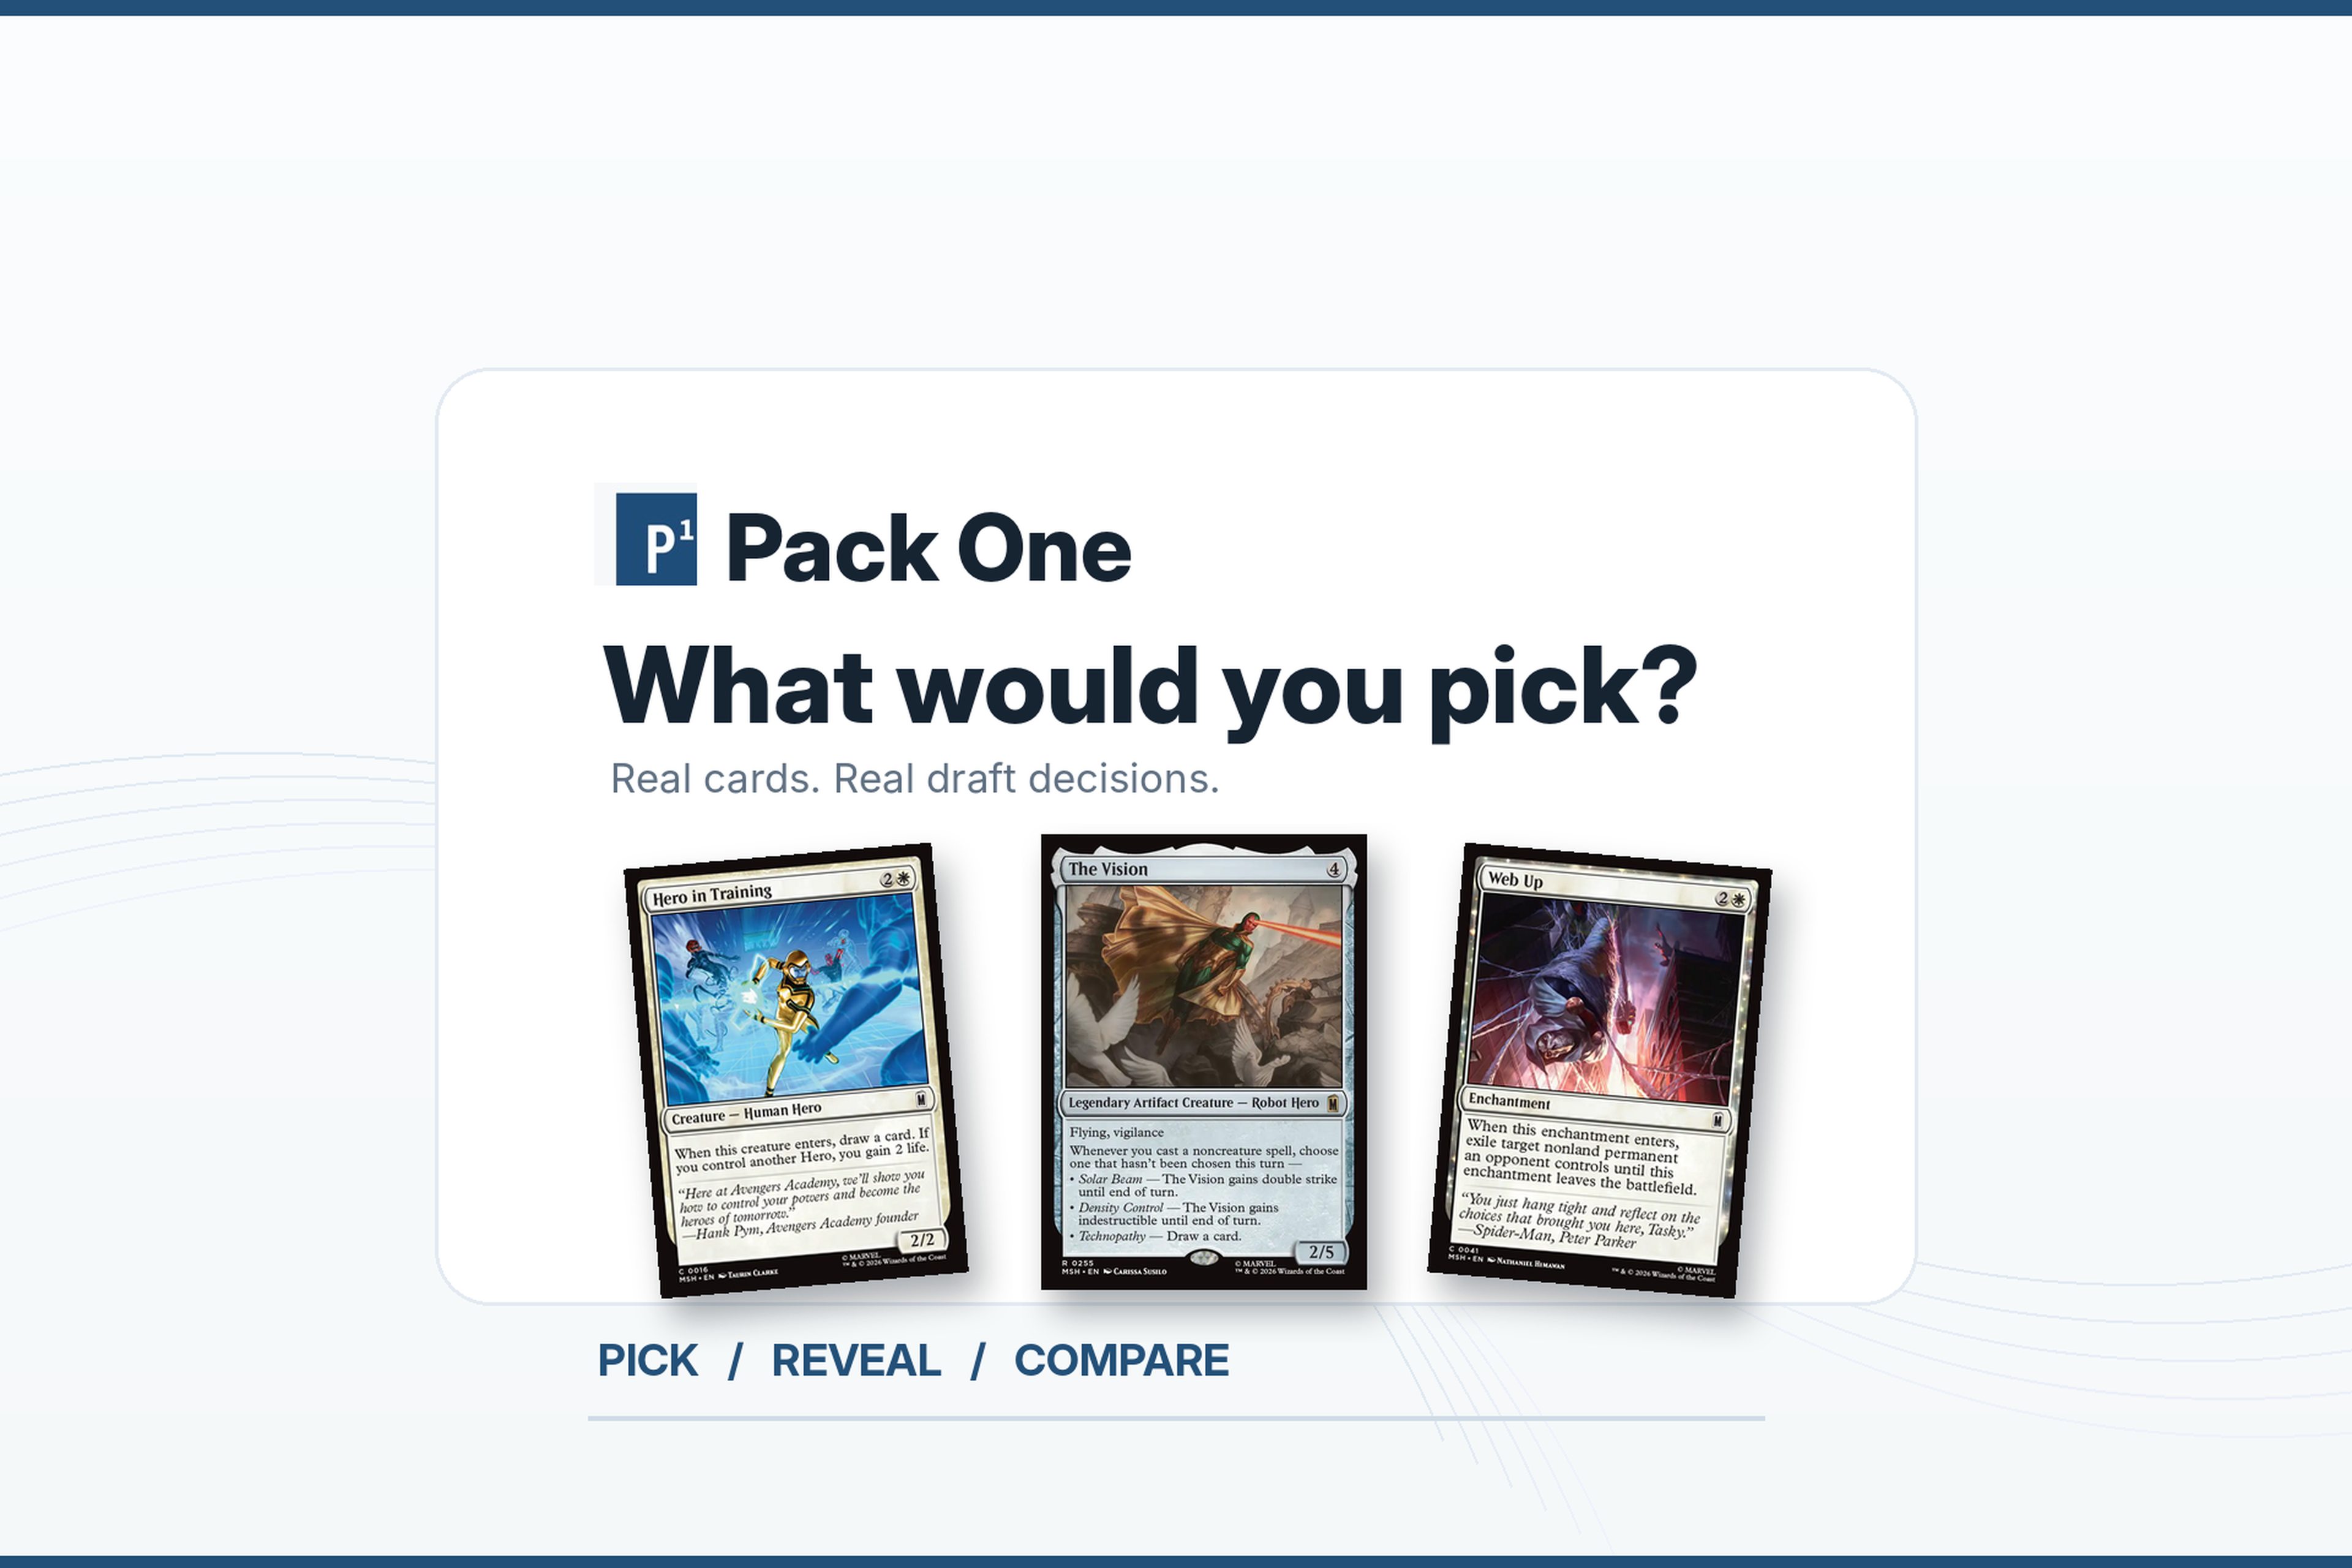 P¹ Pack One
What would you pick?
Real cards. Real draft decisions.
Hero in Training 2
Creature — Human Hero
When this creature enters, draw a card. If
you control another Hero, you gain 2 life.
“Here at Avengers Academy, we’ll show you
how to control your powers and become the
heroes of tomorrow.”
—Hank Pym, Avengers Academy founder
2/2
C 0016
MSH • EN Taurin Clarke
© MARVEL
™ & © 2026 Wizards of the Coast
The Vision 4
Legendary Artifact Creature — Robot Hero
Flying, vigilance
Whenever you cast a noncreature spell, choose
one that hasn’t been chosen this turn —
• Solar Beam — The Vision gains double strike
until end of turn.
• Density Control — The Vision gains
indestructible until end of turn.
• Technopathy — Draw a card.
2/5
R 0255
MSH • EN Carissa Susilo
© MARVEL
™ & © 2026 Wizards of the Coast
Web Up 2
Enchantment
When this enchantment enters,
exile target nonland permanent
an opponent controls until this
enchantment leaves the battlefield.
“You just hang tight and reflect on the
choices that brought you here, Tasky.”
—Spider-Man, Peter Parker
C 0041
MSH • EN Nathaniel Himawan
© MARVEL
™ & © 2026 Wizards of the Coast
PICK / REVEAL / COMPARE